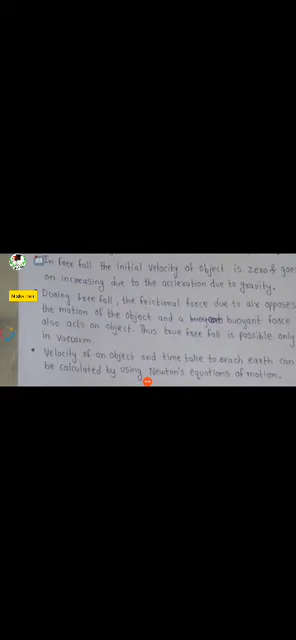 In free fall the initial velocity of object is zero & goes
on increasing due to the accleration due to gravity.
During free fall, the frictional force due to air opposes
the motion of the object and a buoyant force
also acts on object. Thus true free fall is possible only
in vacuum.
• Velocity of an object and time take to reach earth can
be calculated by using Newton's equations of motion.